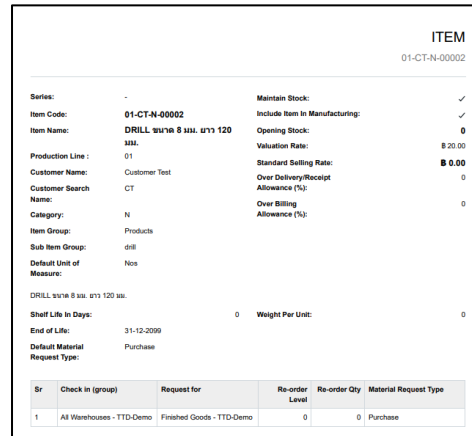 ITEM
01-CT-N-00002
Series: -
Item Code: 01-CT-N-00002
Item Name: DRILL ขนาด 8 มม. ยาว 120 มม.
Production Line : 01
Customer Name: Customer Test
Customer Search Name: CT
Category: N
Item Group: Products
Sub Item Group: drill
Default Unit of Measure: Nos
Maintain Stock: ✓
Include Item In Manufacturing: ✓
Opening Stock: 0
Valuation Rate: ฿ 20.00
Standard Selling Rate: ฿ 0.00
Over Delivery/Receipt Allowance (%): 0
Over Billing Allowance (%): 0
DRILL ขนาด 8 มม. ยาว 120 มม.
Shelf Life In Days: 0
End of Life: 31-12-2099
Default Material Request Type: Purchase
Weight Per Unit: 0
Sr Check in (group) Request for Re-order Level Re-order Qty Material Request Type
1 All Warehouses - TTD-Demo Finished Goods - TTD-Demo 0 0 Purchase